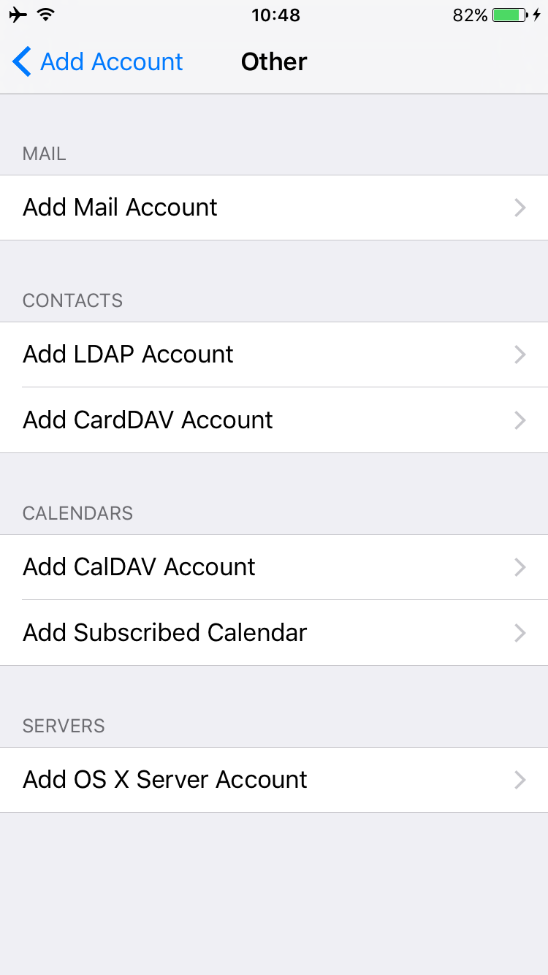 10:48
82%
Add Account
Other
MAIL
Add Mail Account
CONTACTS
Add LDAP Account
Add CardDAV Account
CALENDARS
Add CalDAV Account
Add Subscribed Calendar
SERVERS
Add OS X Server Account